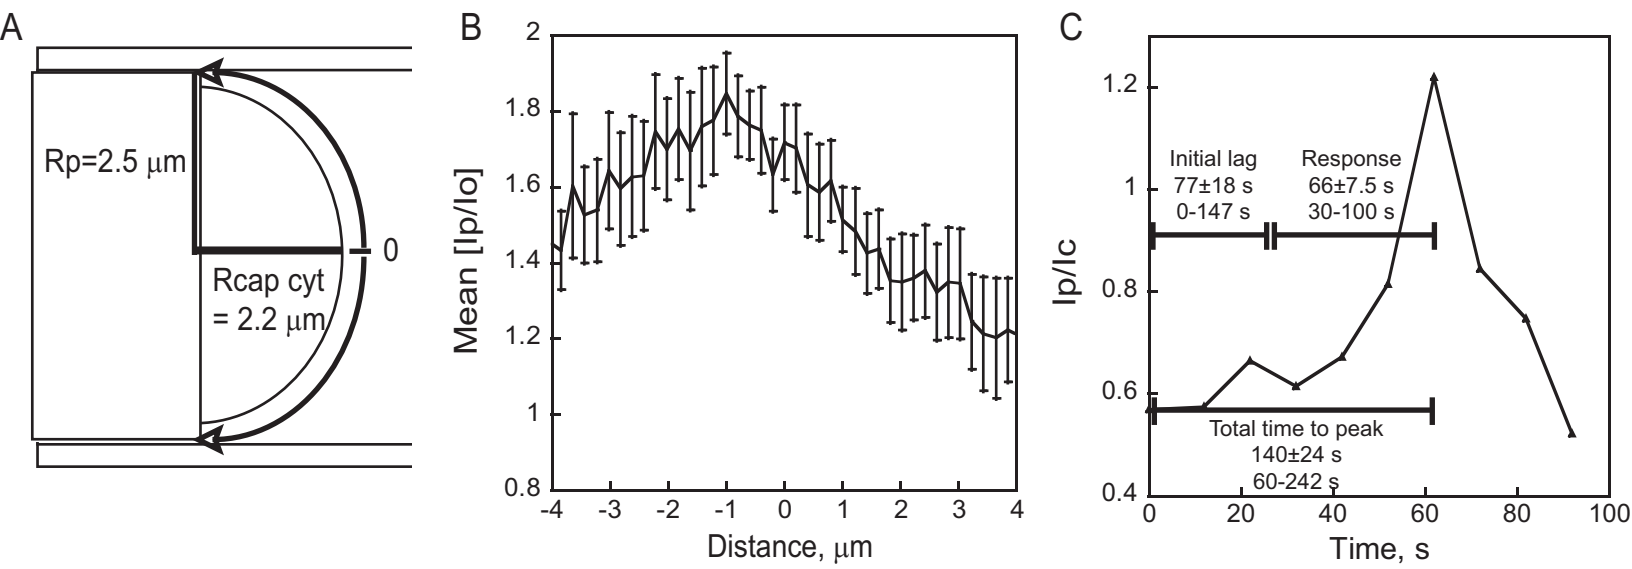 A
Rp=2.5 μm
0
Rcap cyt
= 2.2 μm
B
Mean [Ip/Io]
2
1.8
1.6
1.4
1.2
1
0.8
-4 -3 -2 -1 0 1 2 3 4
Distance, μm
C
Ip/Ic
1.2
1
0.8
0.6
0.4
Initial lag
77±18 s
0-147 s
Response
66±7.5 s
30-100 s
Total time to peak
140±24 s
60-242 s
0 20 40 60 80 100
Time, s